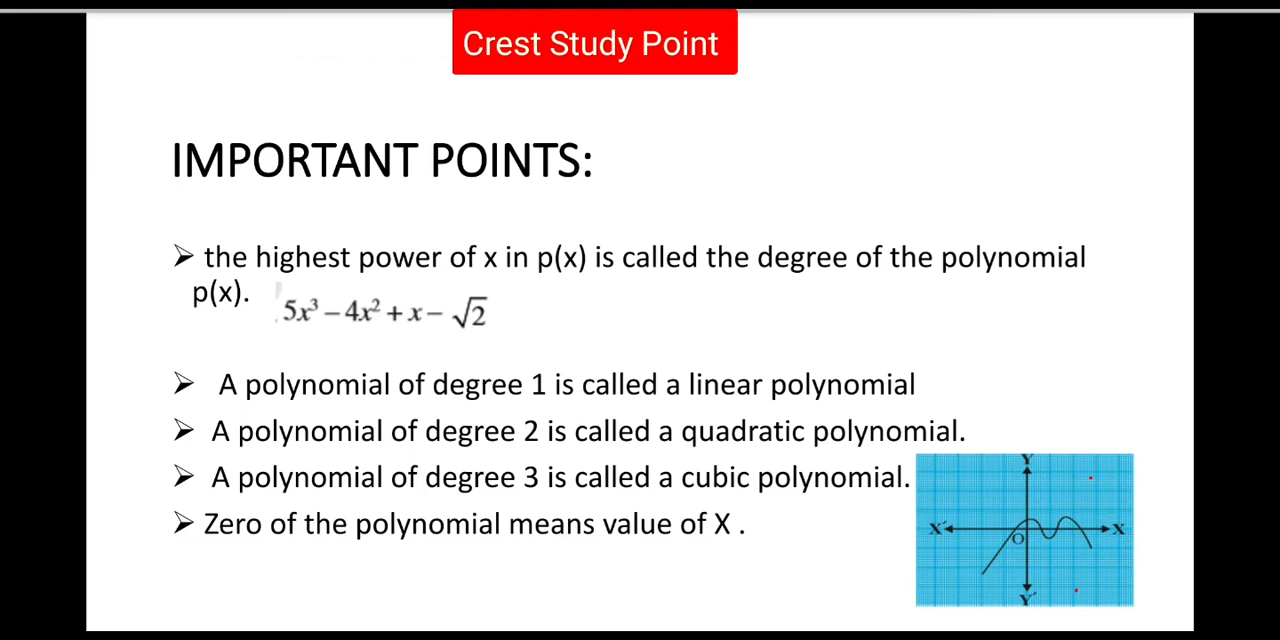 Crest Study Point
IMPORTANT POINTS:
➢ the highest power of x in p(x) is called the degree of the polynomial
p(x).
5x³ – 4x² + x – √2
➢ A polynomial of degree 1 is called a linear polynomial
➢ A polynomial of degree 2 is called a quadratic polynomial.
➢ A polynomial of degree 3 is called a cubic polynomial.
➢ Zero of the polynomial means value of X .
Y
X′
X
O
Y′